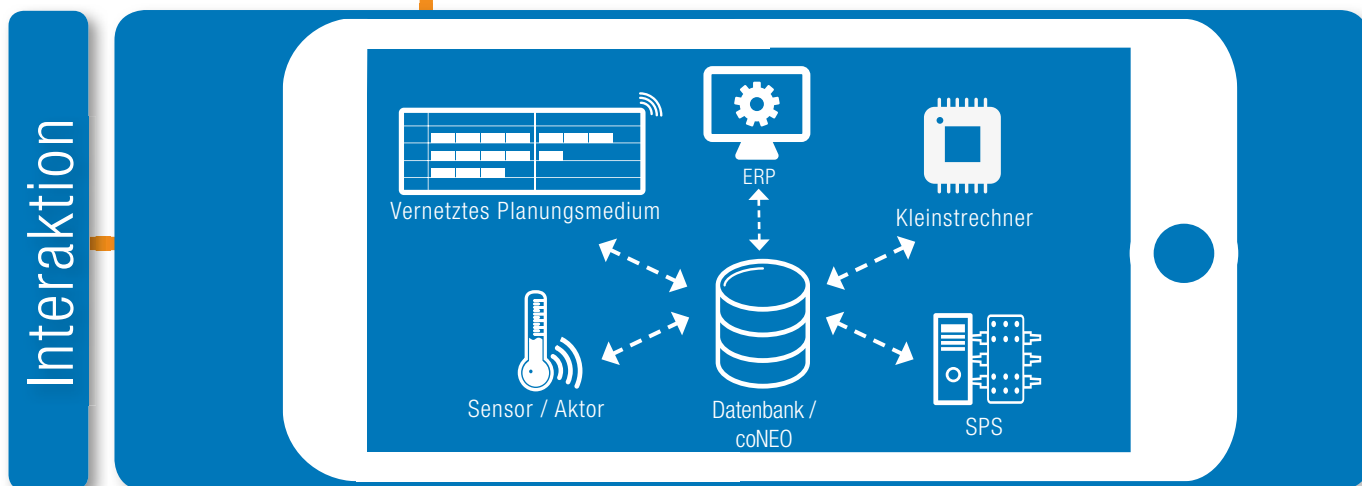 Interaktion
ERP
Vernetztes Planungsmedium
Kleinstrechner
Sensor / Aktor
Datenbank /
coNEO
SPS